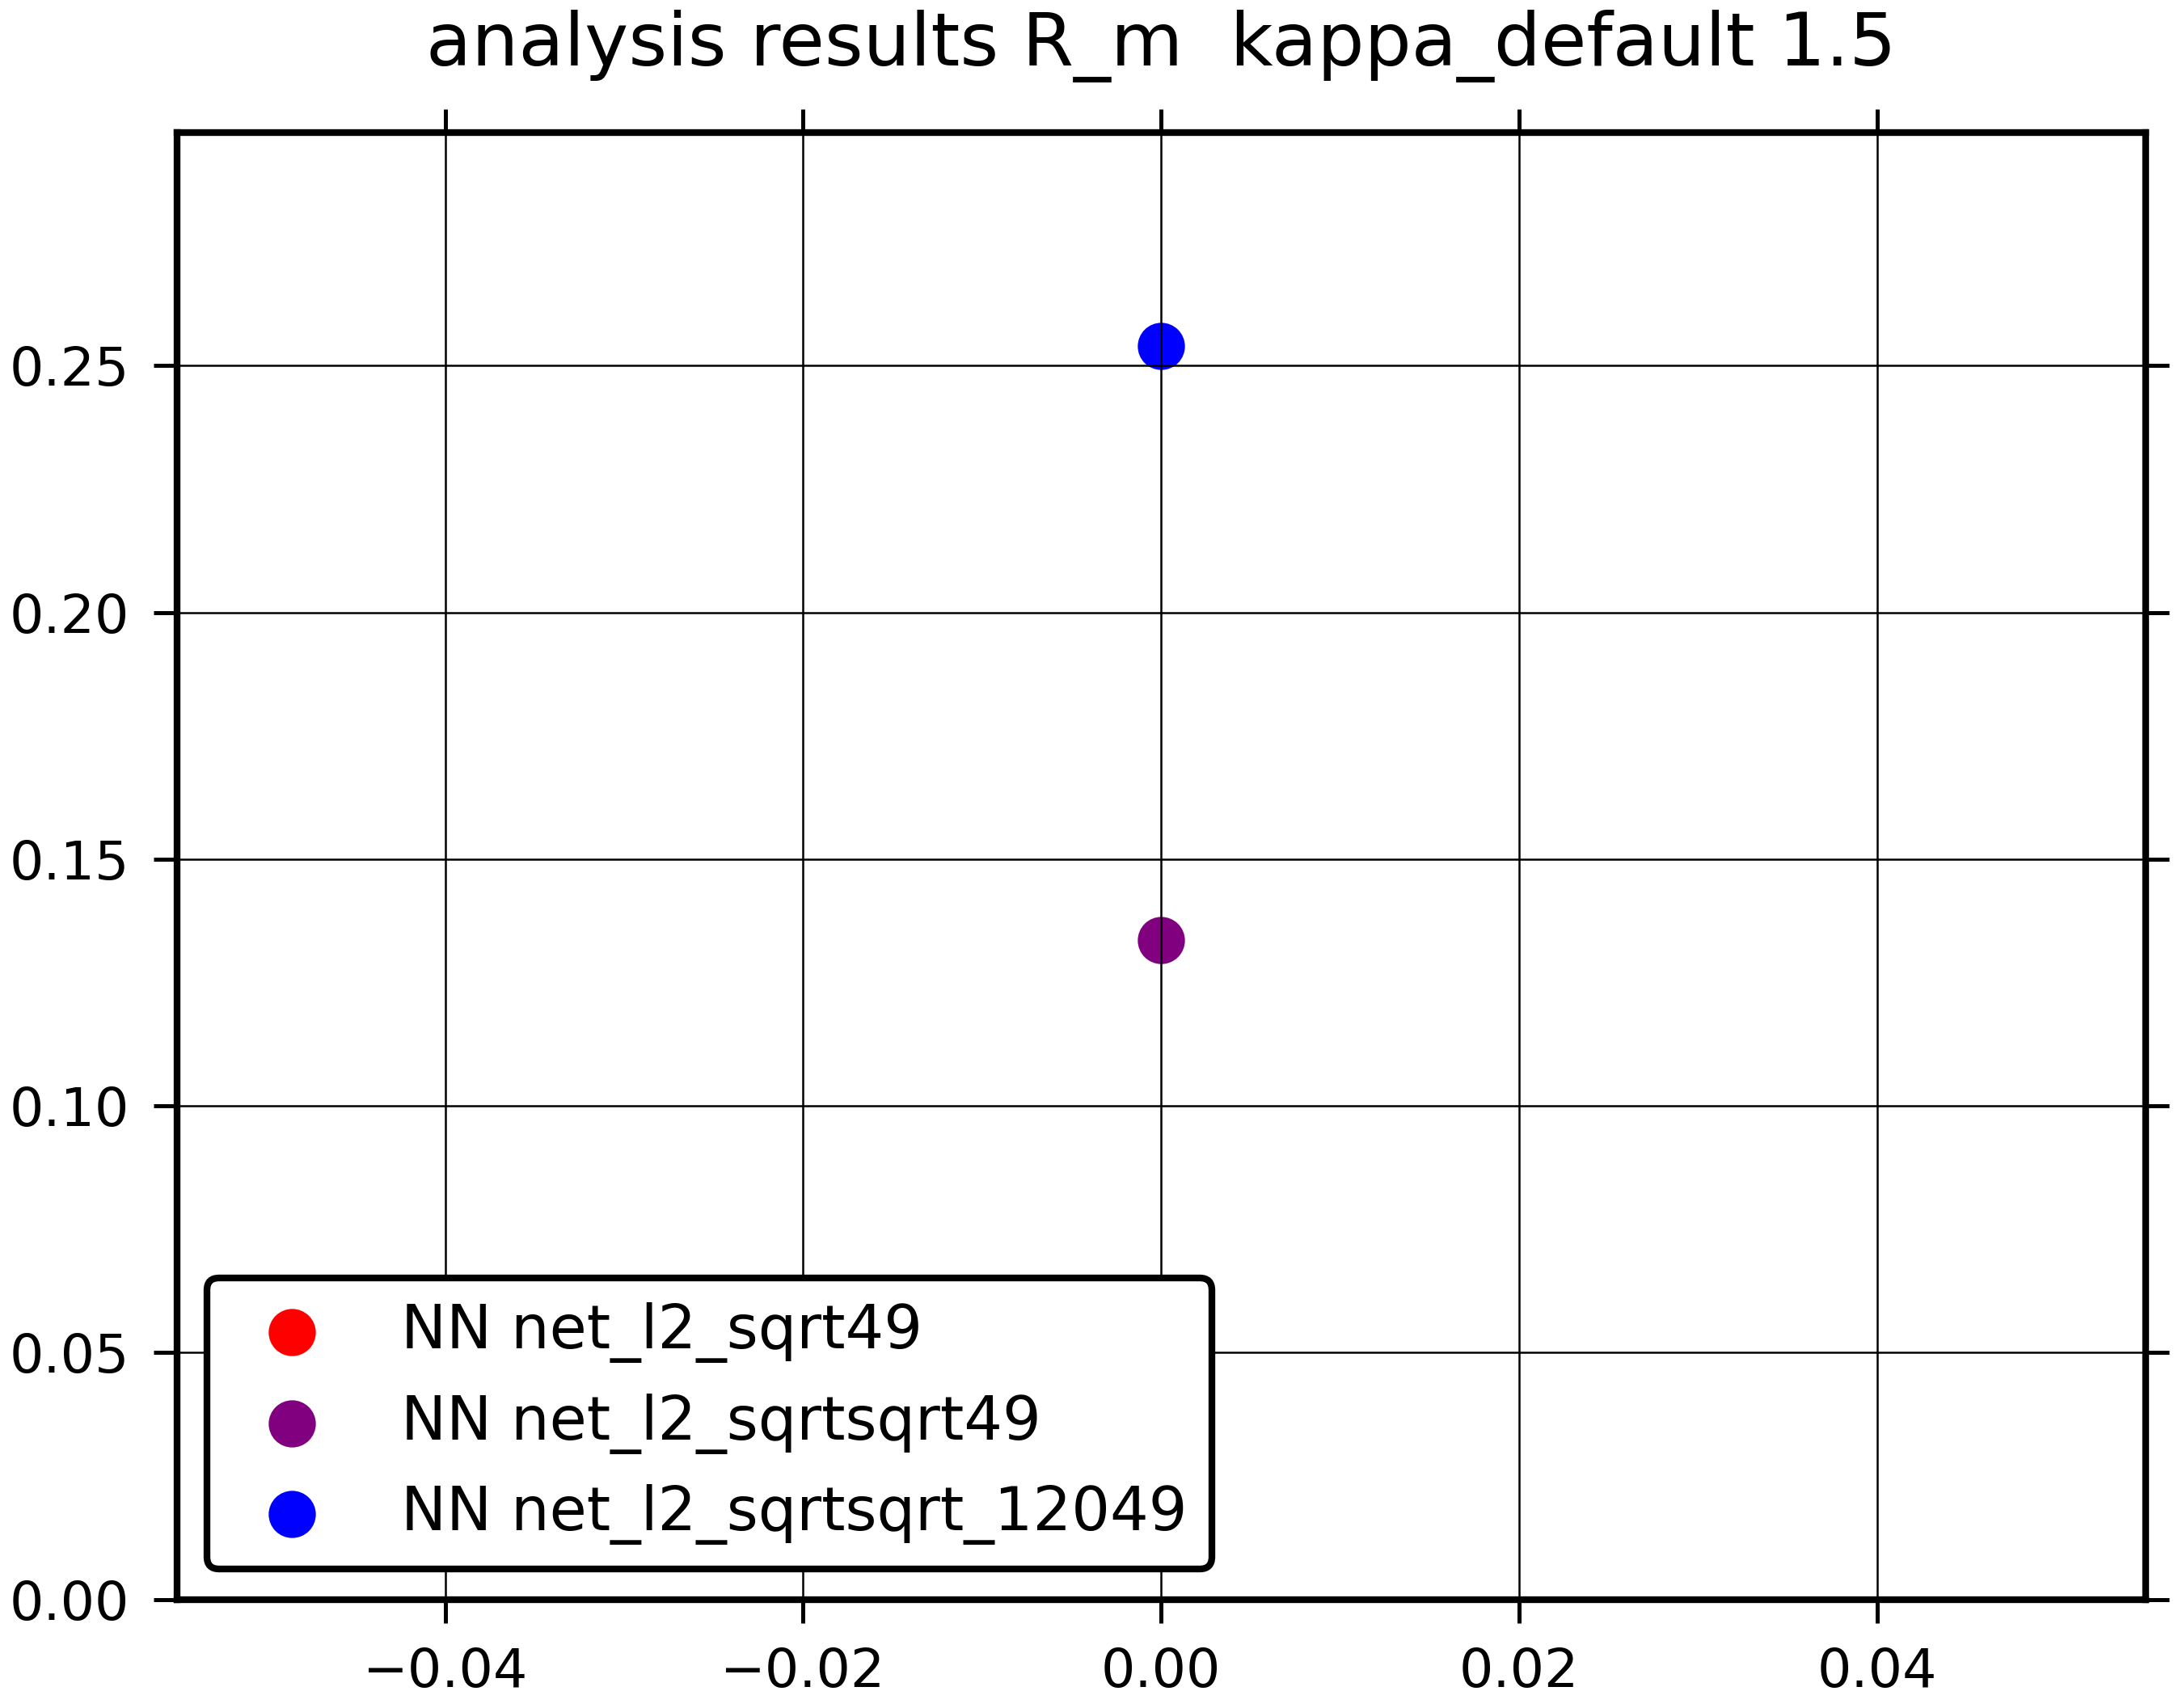 analysis results R_m  kappa_default 1.5
0.25
0.20
0.15
0.10
0.05
0.00
NN net_l2_sqrt49
NN net_l2_sqrtsqrt49
NN net_l2_sqrtsqrt_12049
−0.04 −0.02 0.00 0.02 0.04